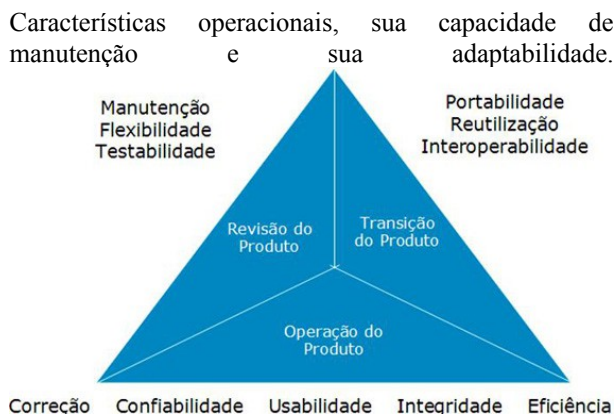 Características operacionais, sua capacidade de
manutenção e sua adaptabilidade.
Manutenção
Flexibilidade
Testabilidade
Portabilidade
Reutilização
Interoperabilidade
Revisão do
Produto
Transição
do Produto
Operação do
Produto
Correção Confiabilidade Usabilidade Integridade Eficiência